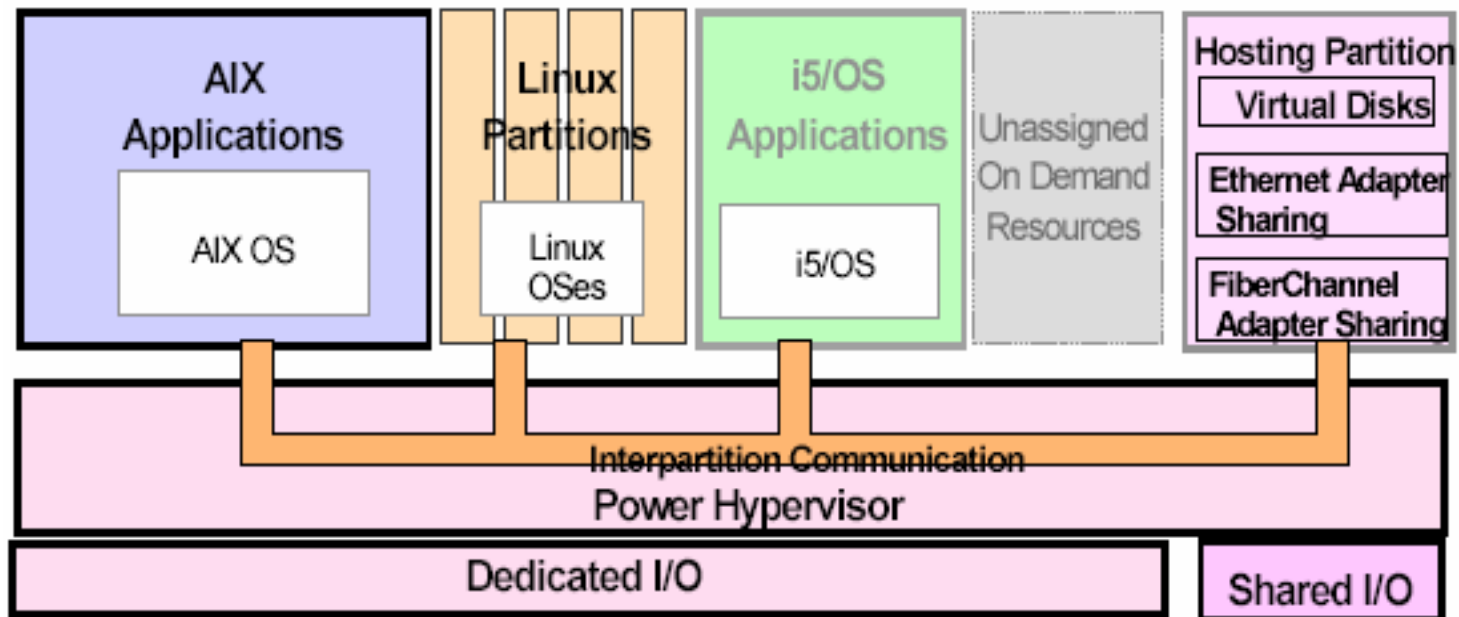 AIX
Applications
AIX OS
Linux
Partitions
Linux
OSes
i5/OS
Applications
i5/OS
Unassigned
On Demand
Resources
Hosting Partition
Virtual Disks
Ethernet Adapter
Sharing
FiberChannel
Adapter Sharing
Interpartition Communication
Power Hypervisor
Dedicated I/O
Shared I/O